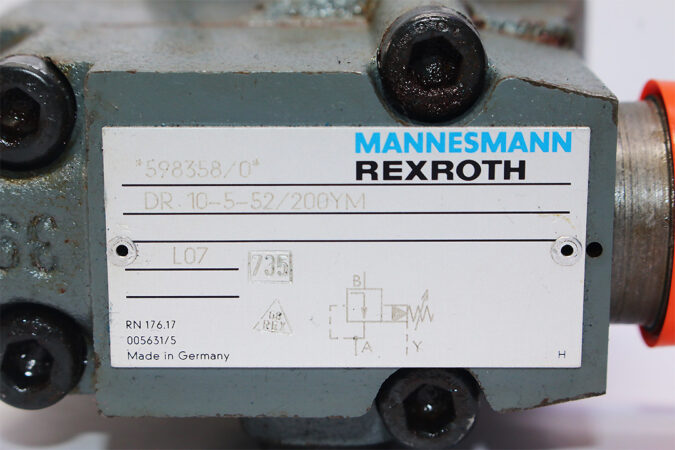 MANNESMANN
REXROTH
*598358/0*
DR 10-5-52/200YM
L07
735
RN 176.17
005631/5
Made in Germany
B
A
Y
H